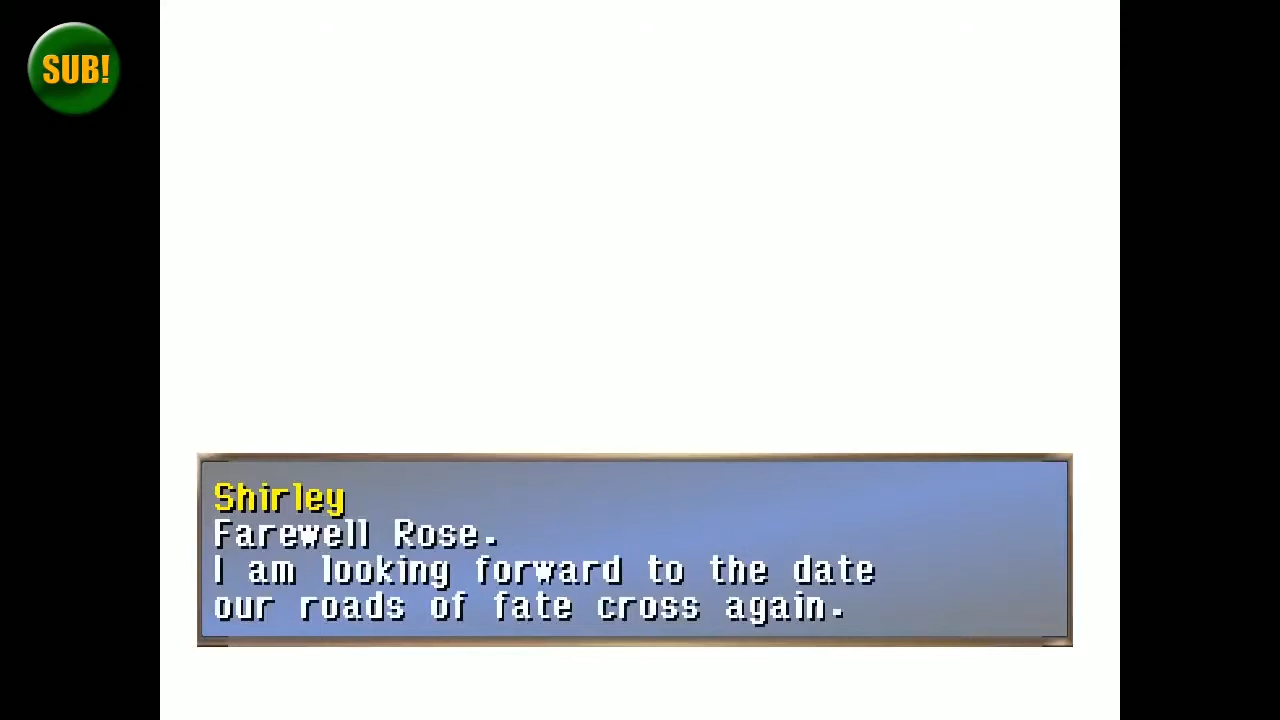 SUB!
Shirley
Farewell Rose.
I am looking forward to the date
our roads of fate cross again.